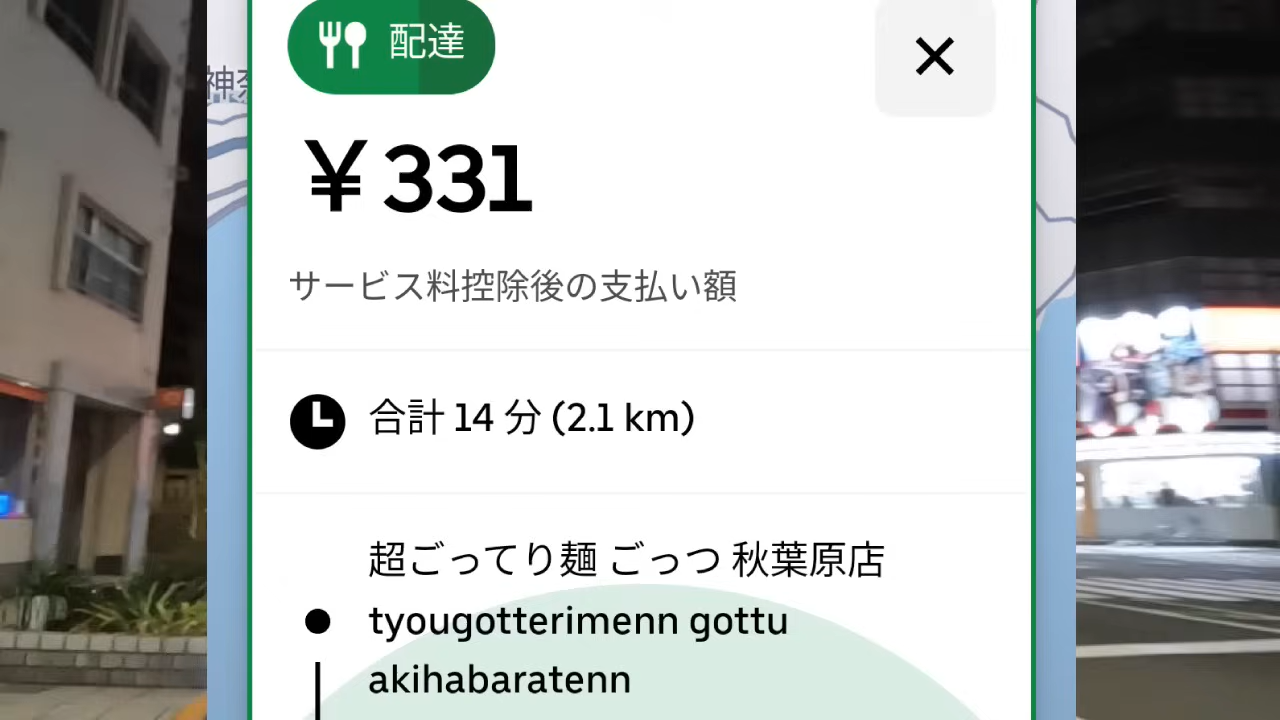 配達
¥331
サービス料控除後の支払い額
合計 14 分 (2.1 km)
超ごってり麺 ごっつ 秋葉原店
tyougotterimenn gottu
akihabaratenn